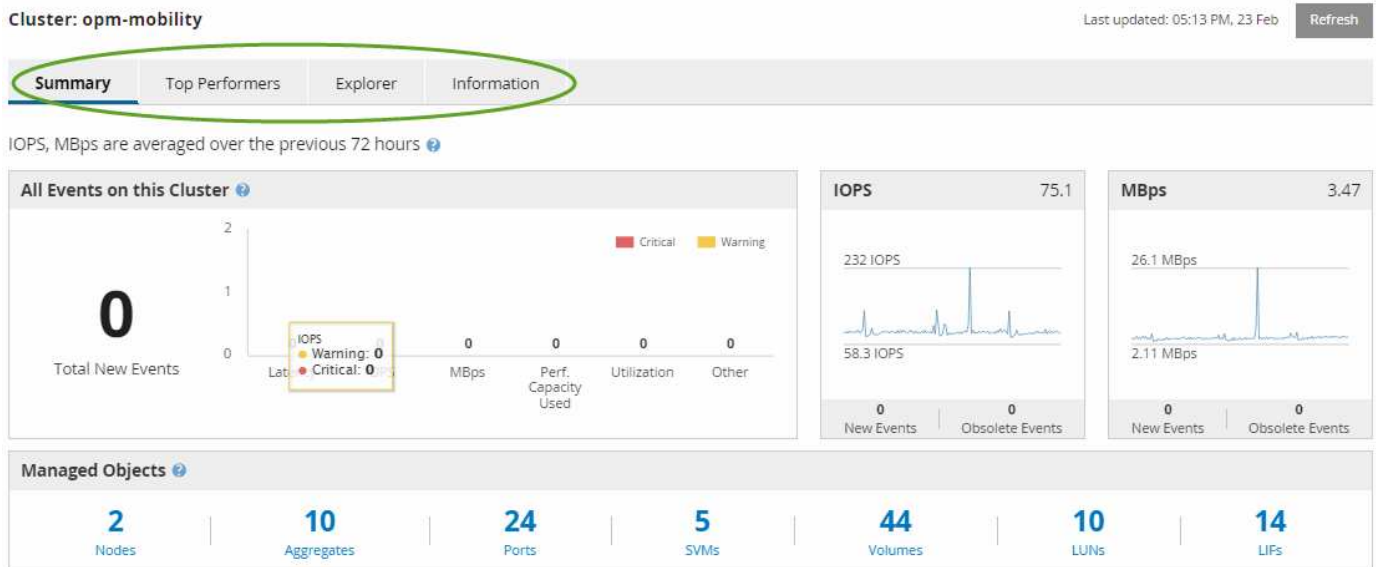 Cluster: opm-mobility
Last updated: 05:13 PM, 23 Feb
Refresh
Summary
Top Performers
Explorer
Information
IOPS, MBps are averaged over the previous 72 hours
All Events on this Cluster
0
Total New Events
2
1
0
Critical
Warning
IOPS
Warning: 0
Critical: 0
0
0
0
0
MBps
Perf.
Capacity
Used
Utilization
Other
IOPS 75.1
232 IOPS
58.3 IOPS
0
New Events
0
Obsolete Events
MBps 3.47
26.1 MBps
2.11 MBps
0
New Events
0
Obsolete Events
Managed Objects
2
Nodes
10
Aggregates
24
Ports
5
SVMs
44
Volumes
10
LUNs
14
LIFs